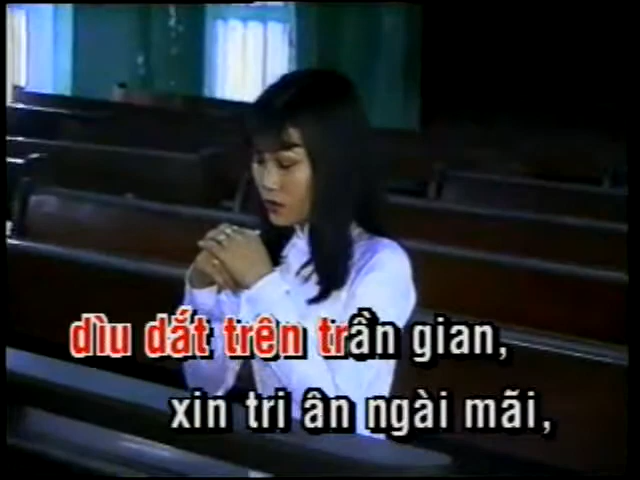 dìu dắt trên trần gian,
xin tri ân ngài mãi,